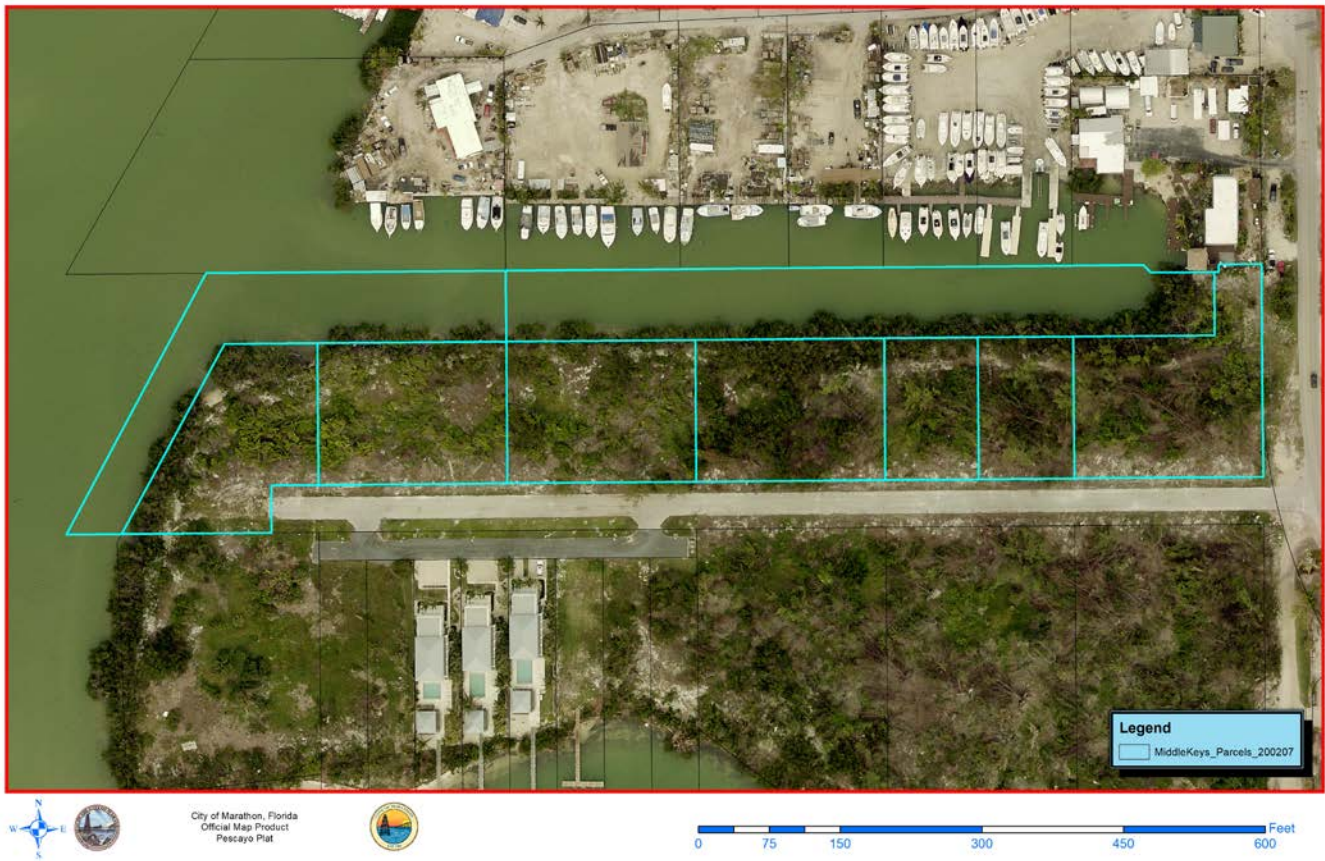 Legend
MiddleKeys_Parcels_200207
N
W
E
S
City of Marathon, Florida
Official Map Product
Pescayo Plat
Feet
0 75 150 300 450 600